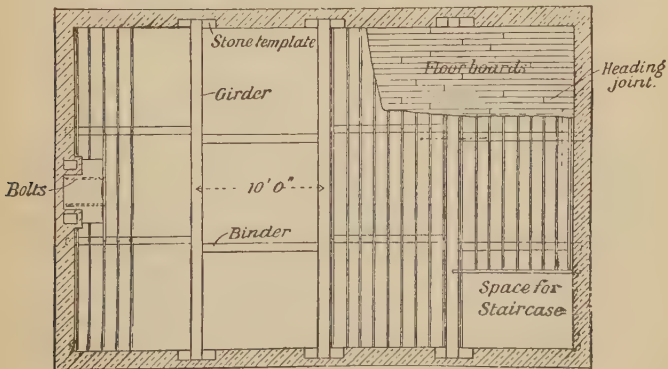 Stone template
Floor boards
Heading
joint.
Girder
Bolts
10' 0"
Binder
Space for
Staircase